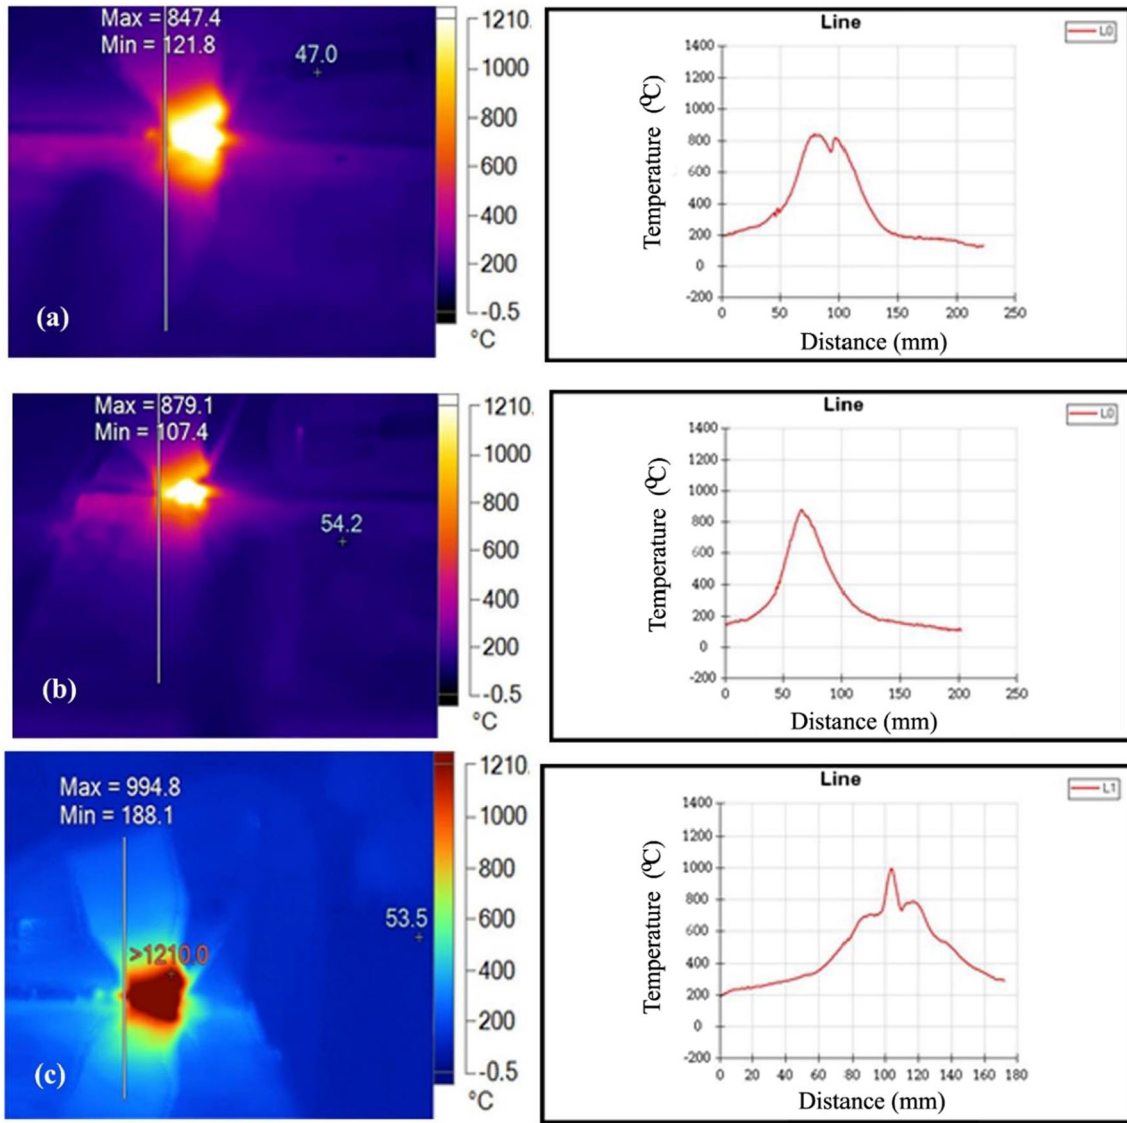 Max = 847.4
Min = 121.8
47.0
1210.
1000
800
600
400
200
-0.5
°C
(a)
Line
L0
1400
1200
1000
800
600
400
200
0
-200
0 50 100 150 200 250
Temperature (⁰C)
Distance (mm)
Max = 879.1
Min = 107.4
54.2
1210.
1000
800
600
400
200
-0.5
°C
(b)
Line
L0
1400
1200
1000
800
600
400
200
0
-200
0 50 100 150 200 250
Temperature (⁰C)
Distance (mm)
Max = 994.8
Min = 188.1
53.5
>1210.0
1210.
1000
800
600
400
200
-0.5
°C
(c)
Line
L1
1400
1200
1000
800
600
400
200
0
-200
0 20 40 60 80 100 120 140 160 180
Temperature (⁰C)
Distance (mm)